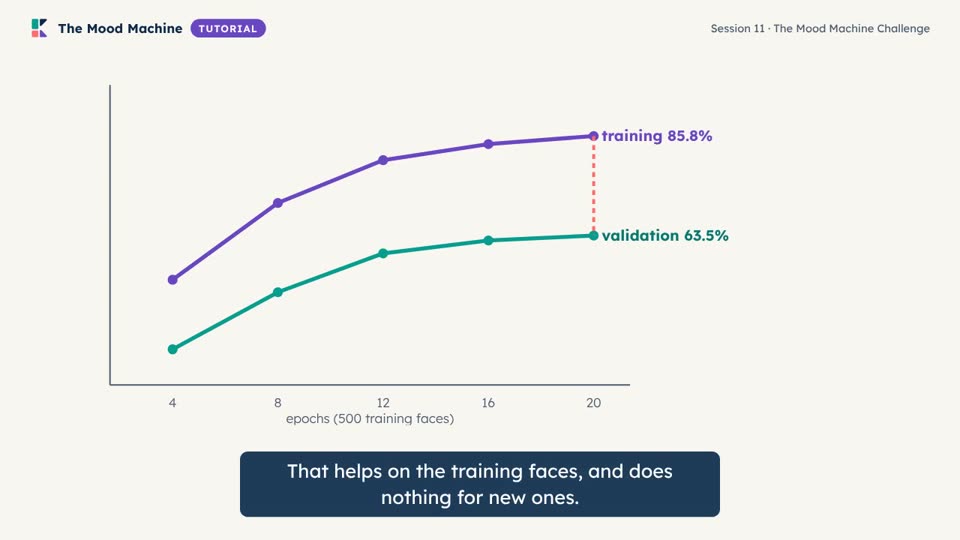 The Mood Machine TUTORIAL
Session 11 · The Mood Machine Challenge
training 85.8%
validation 63.5%
4 8 12 16 20
epochs (500 training faces)
That helps on the training faces, and does
nothing for new ones.